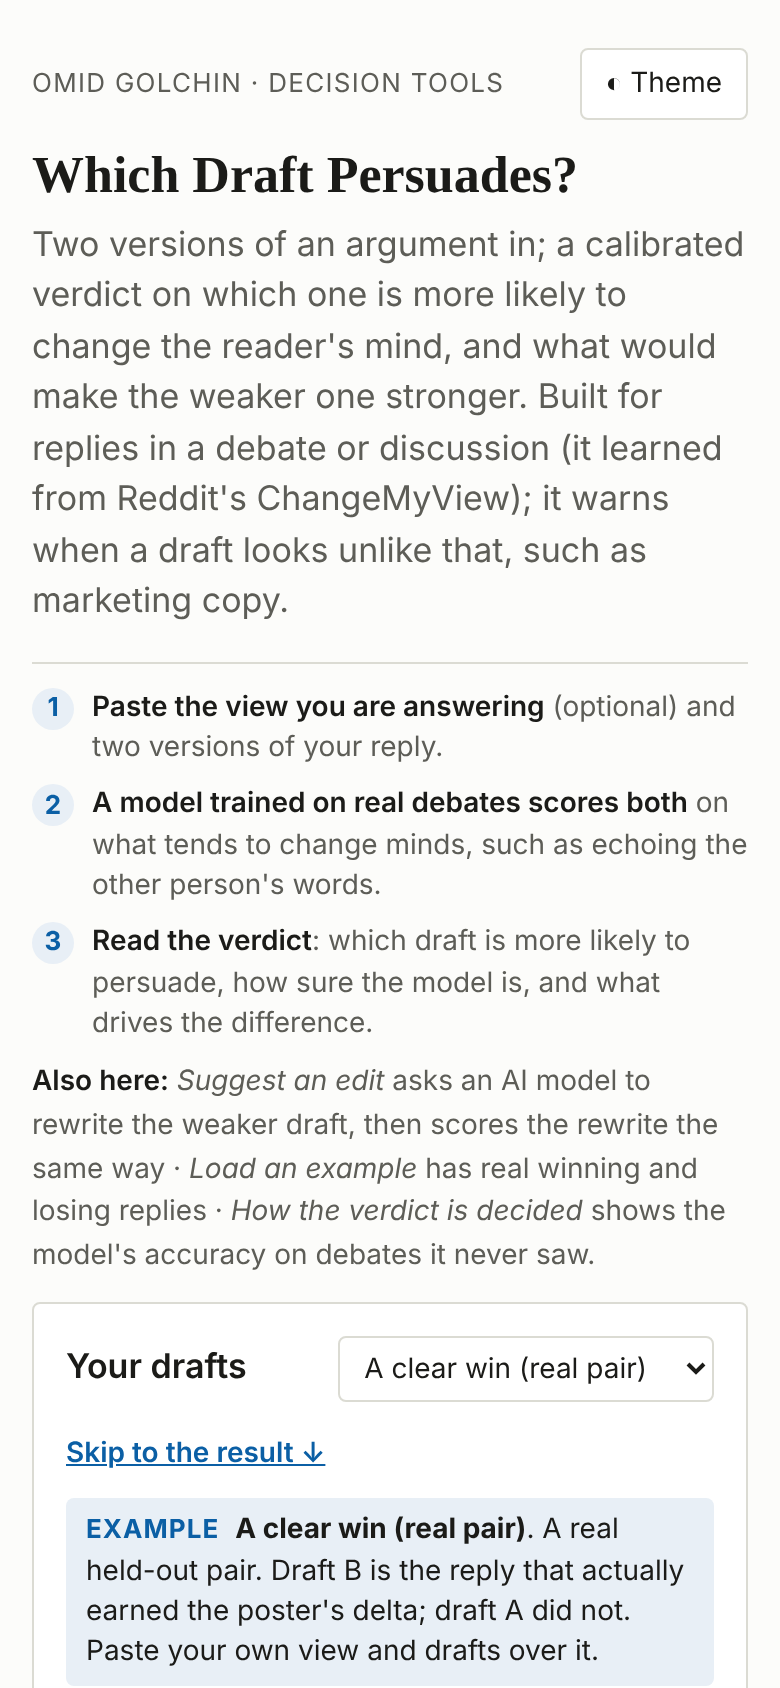 OMID GOLCHIN · DECISION TOOLS
◐ Theme
Which Draft Persuades?
Two versions of an argument in; a calibrated
verdict on which one is more likely to
change the reader's mind, and what would
make the weaker one stronger. Built for
replies in a debate or discussion (it learned
from Reddit's ChangeMyView); it warns
when a draft looks unlike that, such as
marketing copy.
1 Paste the view you are answering (optional) and
two versions of your reply.
2 A model trained on real debates scores both on
what tends to change minds, such as echoing the
other person's words.
3 Read the verdict: which draft is more likely to
persuade, how sure the model is, and what
drives the difference.
Also here: Suggest an edit asks an AI model to
rewrite the weaker draft, then scores the rewrite the
same way · Load an example has real winning and
losing replies · How the verdict is decided shows the
model's accuracy on debates it never saw.
Your drafts
A clear win (real pair)
Skip to the result ↓
EXAMPLE A clear win (real pair). A real
held-out pair. Draft B is the reply that actually
earned the poster's delta; draft A did not.
Paste your own view and drafts over it.